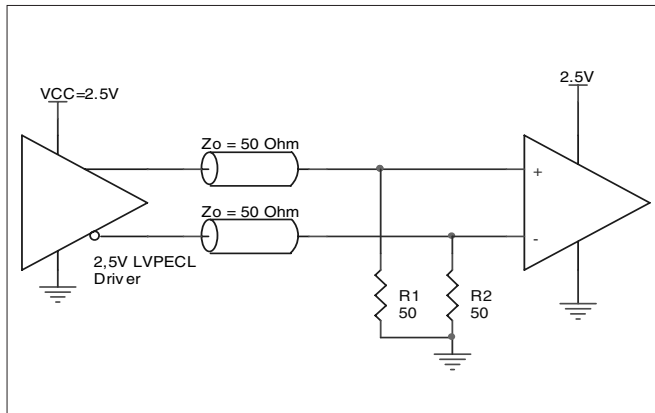 VCC=2.5V
2.5V
Zo = 50 Ohm
+
Zo = 50 Ohm
-
2,5V LVPECL
Driver
R1
50
R2
50